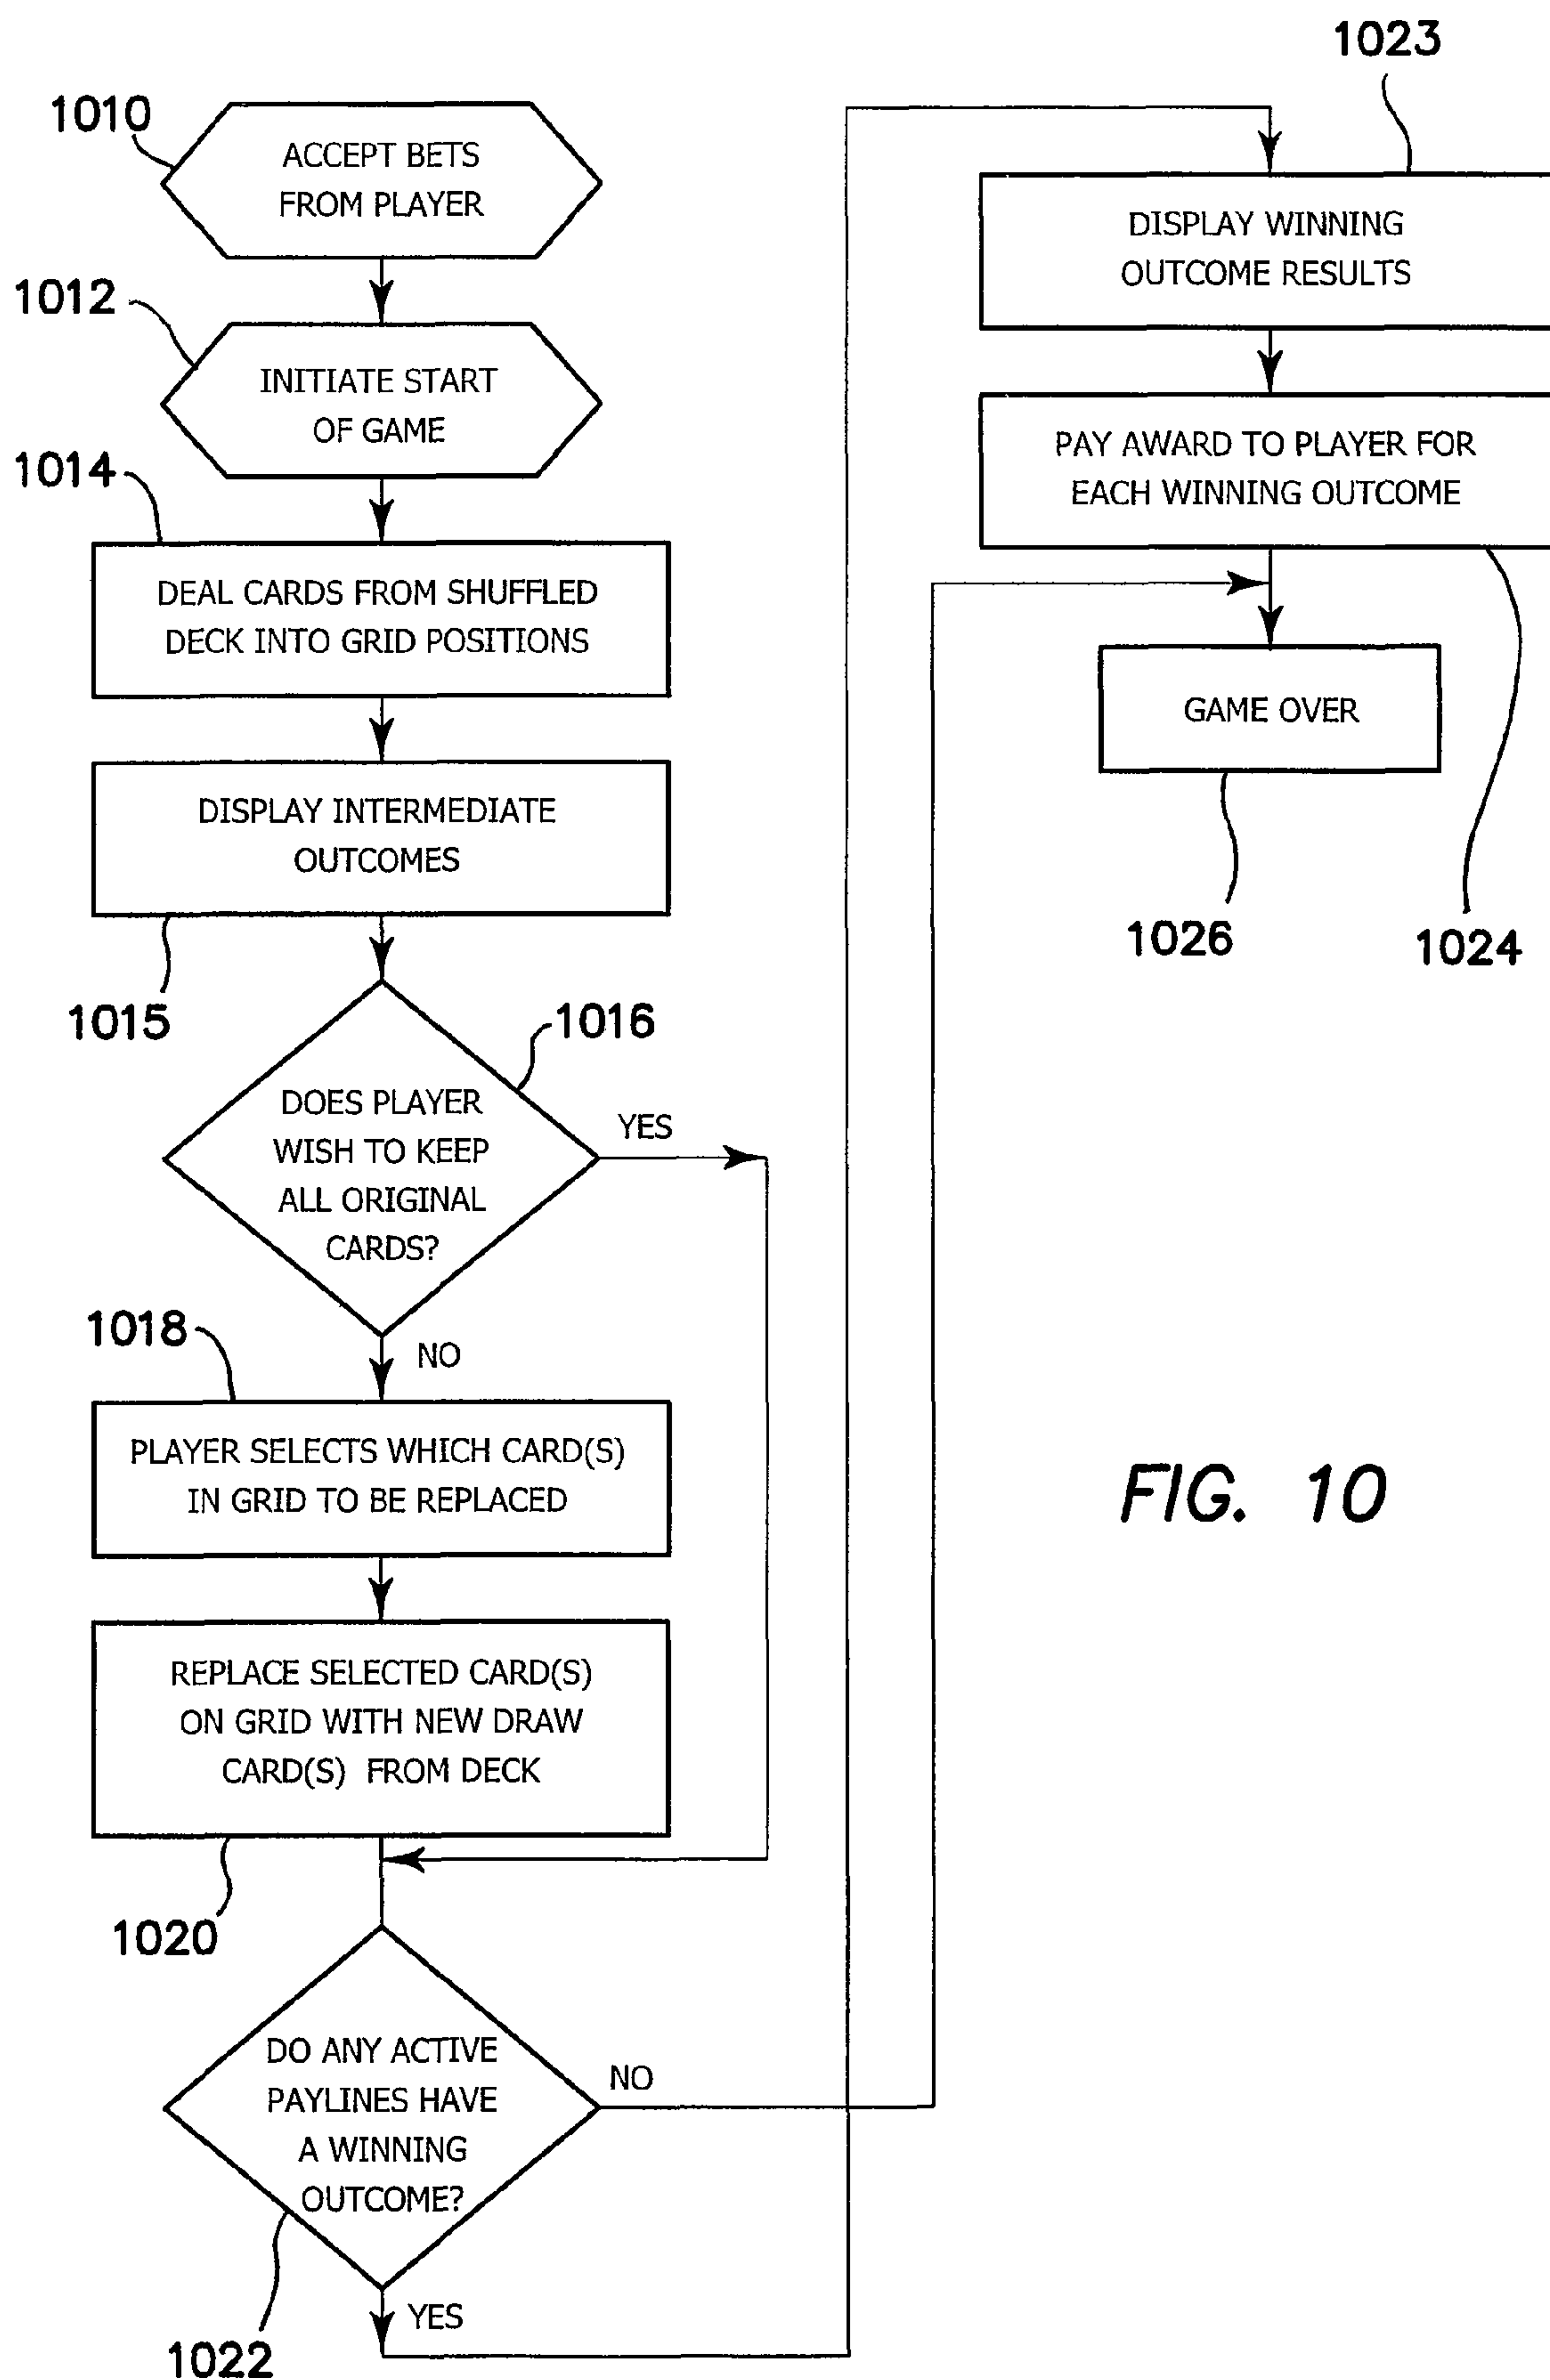 1010
ACCEPT BETS
FROM PLAYER
1012
INITIATE START
OF GAME
1014
DEAL CARDS FROM SHUFFLED
DECK INTO GRID POSITIONS
DISPLAY INTERMEDIATE
OUTCOMES
1015
1016
DOES PLAYER
WISH TO KEEP
ALL ORIGINAL
CARDS?
YES
NO
1018
PLAYER SELECTS WHICH CARD(S)
IN GRID TO BE REPLACED
REPLACE SELECTED CARD(S)
ON GRID WITH NEW DRAW
CARD(S) FROM DECK
1020
DO ANY ACTIVE
PAYLINES HAVE
A WINNING
OUTCOME?
NO
YES
1022
1023
DISPLAY WINNING
OUTCOME RESULTS
PAY AWARD TO PLAYER FOR
EACH WINNING OUTCOME
GAME OVER
1026
1024
FIG. 10